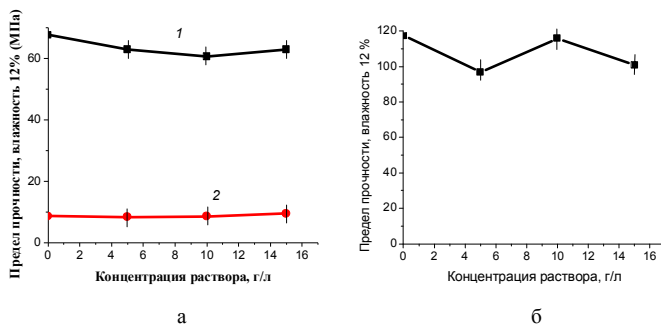 Предел прочности, влажность 12% (МПа)
60
40
20
0
1
2
0 2 4 6 8 10 12 14 16
Концентрация раствора, г/л
а
Предел прочности, влажность 12 %
120
100
80
60
40
20
0
0 2 4 6 8 10 12 14 16
Концентрация раствора, г/л
б